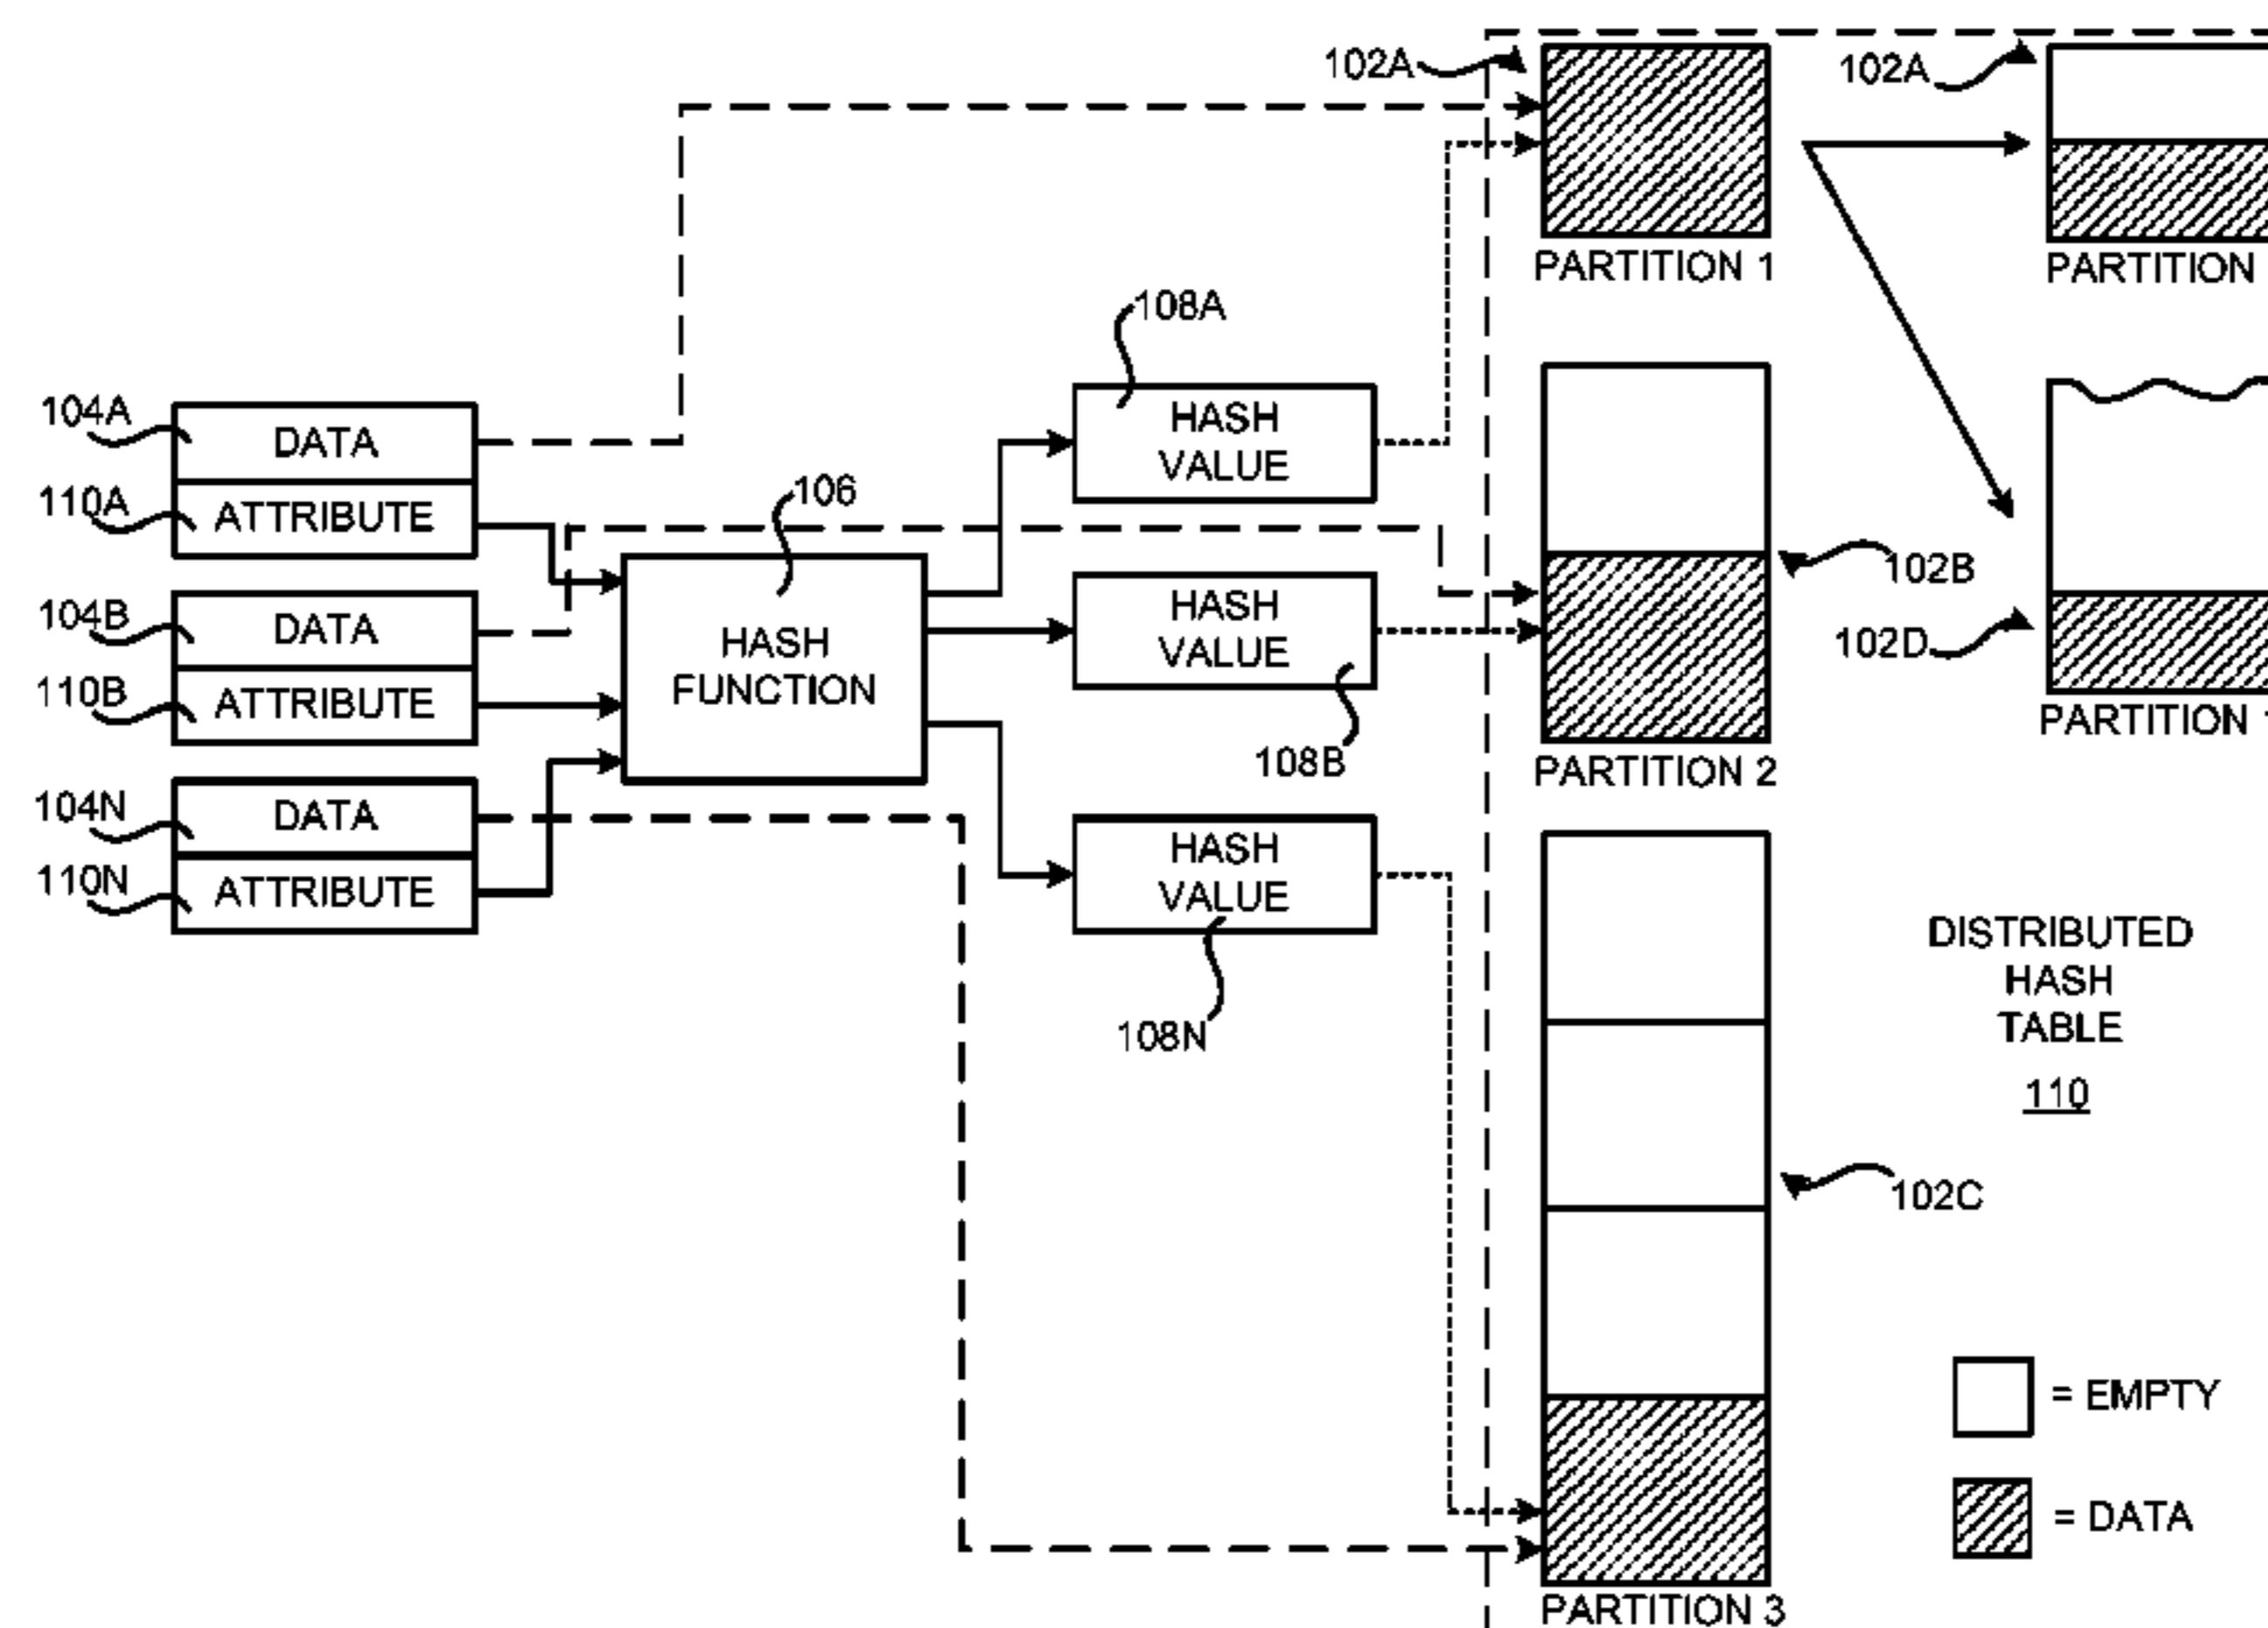 102A
102A
PARTITION 1
PARTITION
108A
HASH
VALUE
104A
DATA
110A
ATTRIBUTE
106
HASH
FUNCTION
104B
DATA
110B
ATTRIBUTE
HASH
VALUE
108B
102B
102D
PARTITION
PARTITION 2
104N
DATA
110N
ATTRIBUTE
HASH
VALUE
108N
DISTRIBUTED
HASH
TABLE
110
102C
= EMPTY
= DATA
PARTITION 3